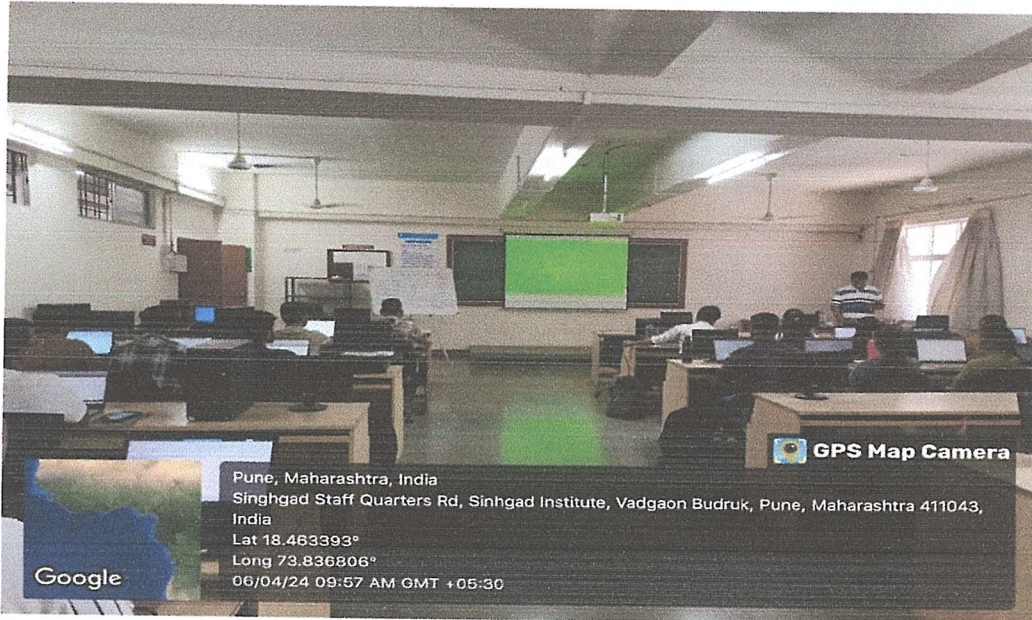 GPS Map Camera
Pune, Maharashtra, India
Singhgad Staff Quarters Rd, Sinhgad Institute, Vadgaon Budruk, Pune, Maharashtra 411043,
India
Lat 18.463393°
Long 73.836806°
06/04/24 09:57 AM GMT +05:30
Google